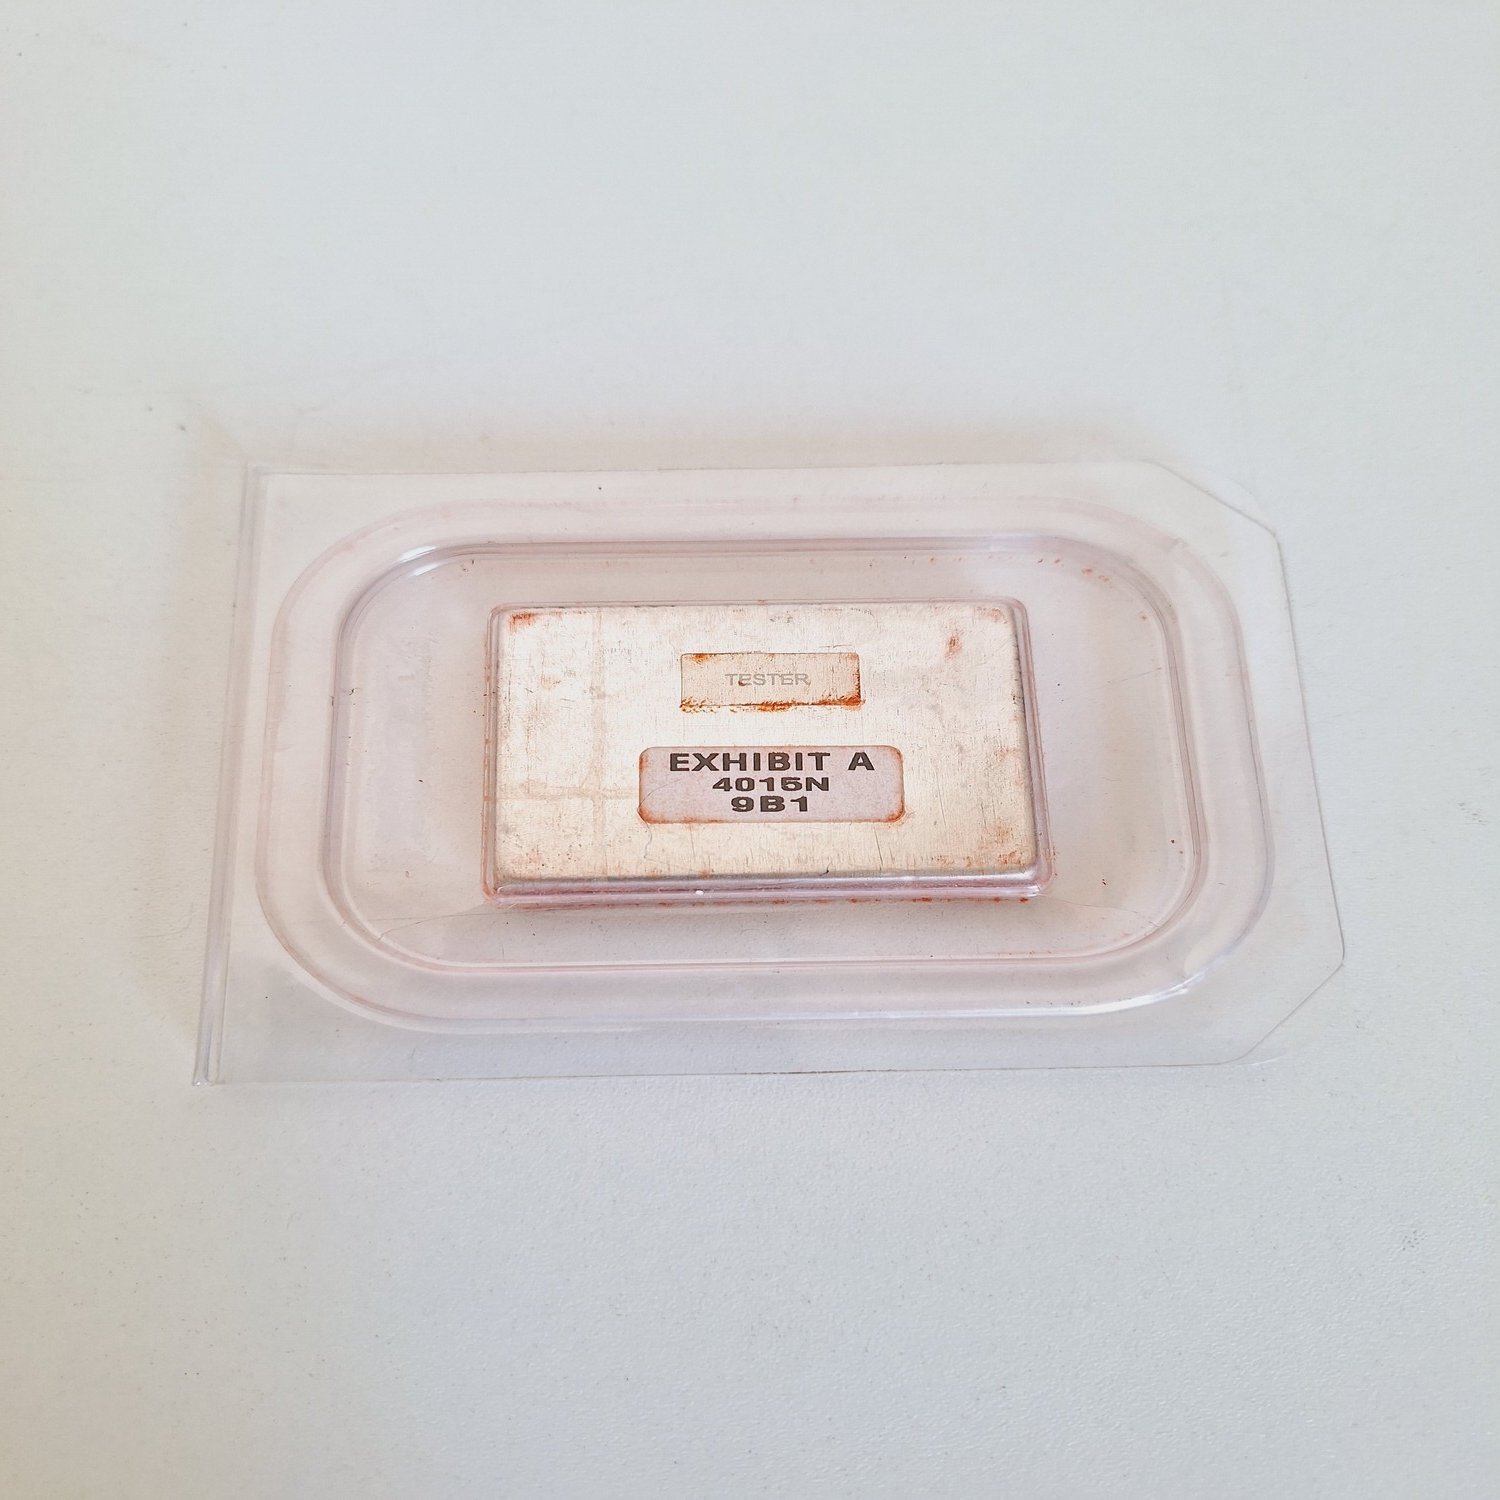 TESTER
EXHIBIT A
4015N
9B1